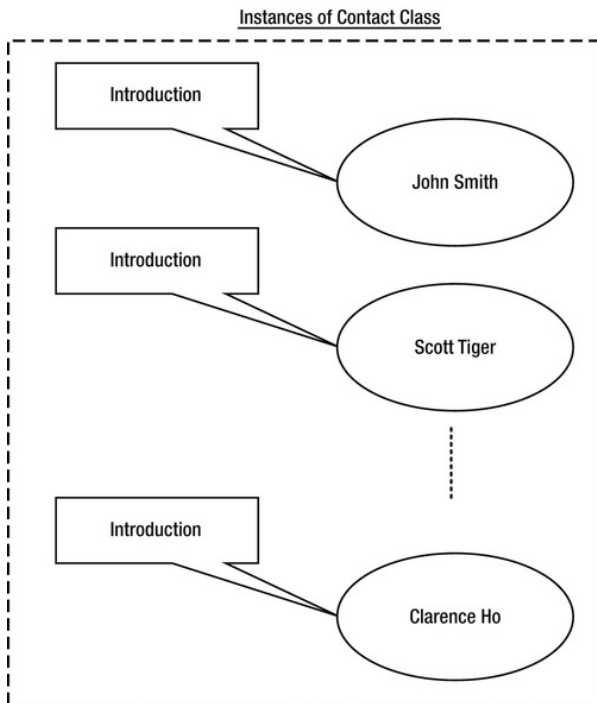 Instances of Contact Class
Introduction
John Smith
Introduction
Scott Tiger
Introduction
Clarence Ho